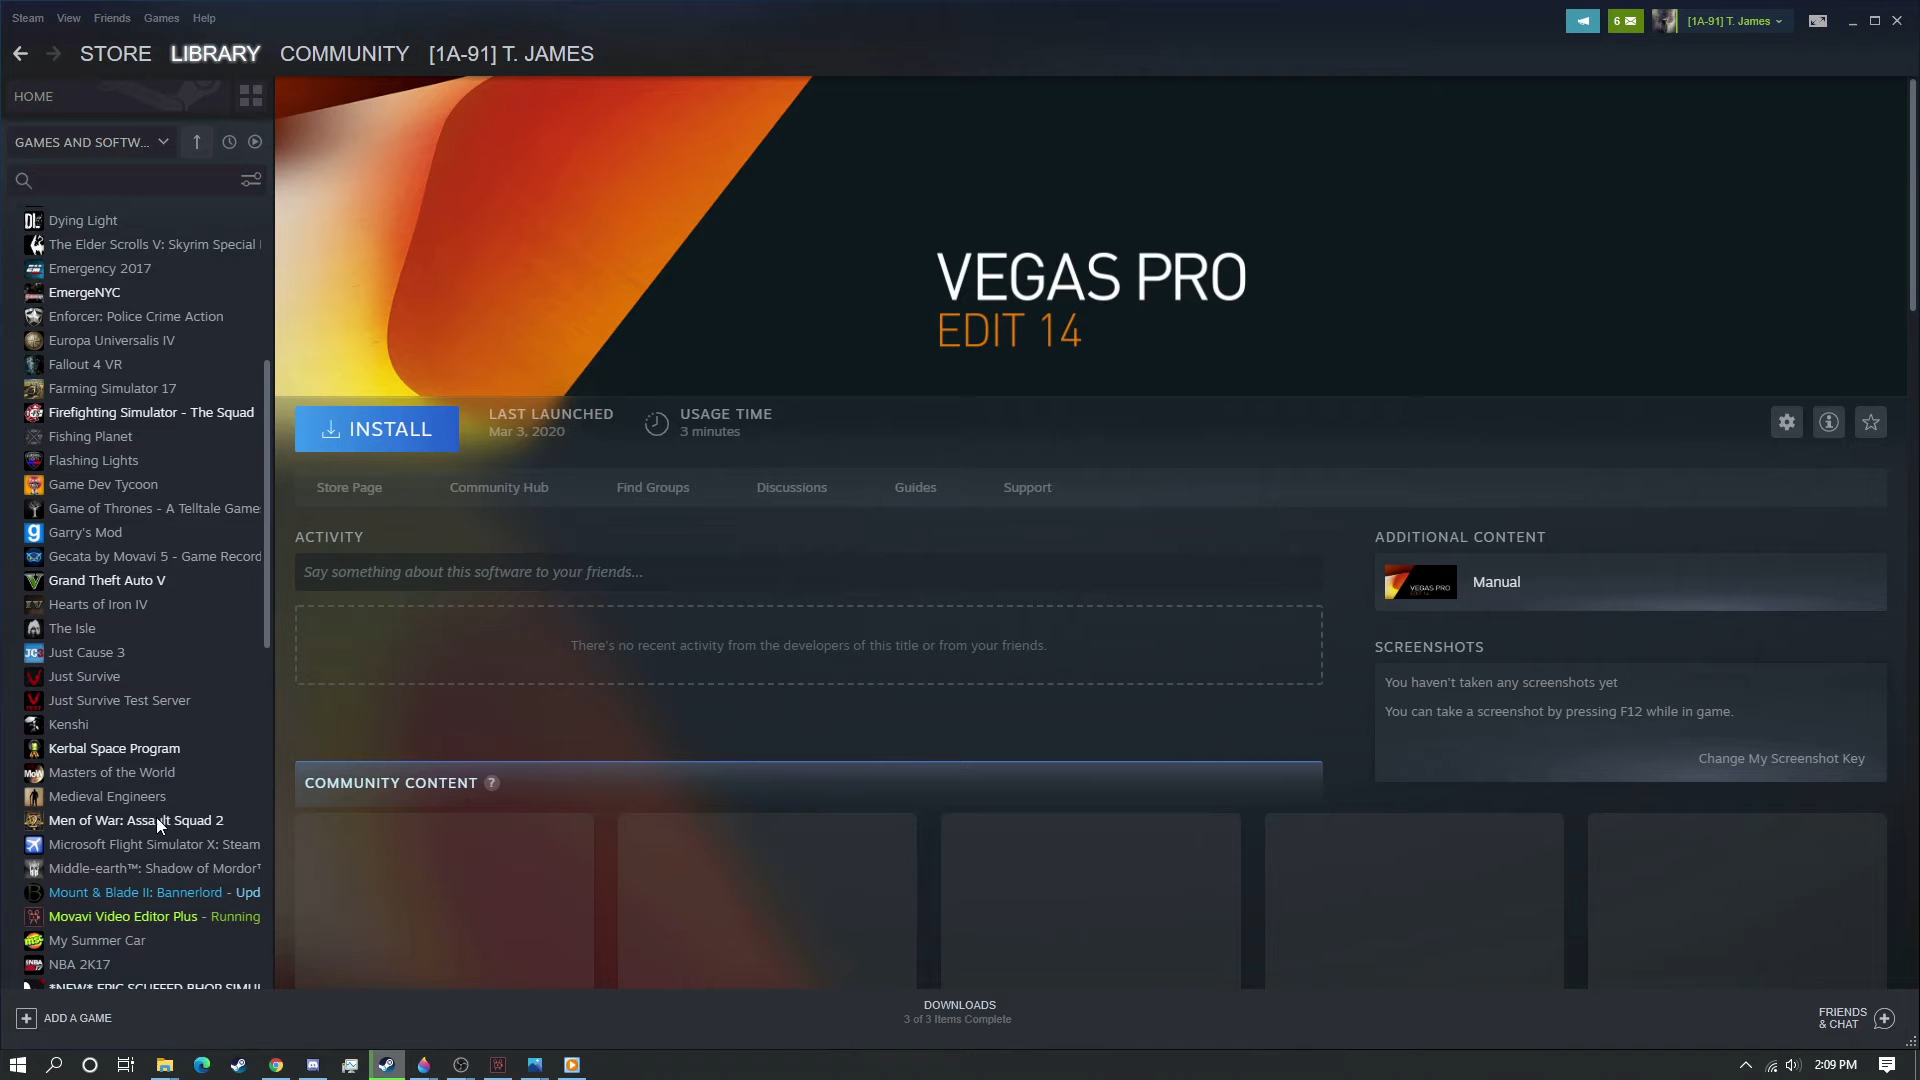 Steam View Friends Games Help
6 [1A-91] T. James
STORE LIBRARY COMMUNITY [1A-91] T. JAMES
HOME
GAMES AND SOFTW...
Dying Light
The Elder Scrolls V: Skyrim Special
Emergency 2017
EmergeNYC
Enforcer: Police Crime Action
Europa Universalis IV
Fallout 4 VR
Farming Simulator 17
Firefighting Simulator - The Squad
Fishing Planet
Flashing Lights
Game Dev Tycoon
Game of Thrones - A Telltale Game
Garry's Mod
Gecata by Movavi 5 - Game Record
Grand Theft Auto V
Hearts of Iron IV
The Isle
Just Cause 3
Just Survive
Just Survive Test Server
Kenshi
Kerbal Space Program
Masters of the World
Medieval Engineers
Men of War: Assault Squad 2
Microsoft Flight Simulator X: Steam
Middle-earth™: Shadow of Mordor
Mount & Blade II: Bannerlord - Upd
Movavi Video Editor Plus - Running
My Summer Car
NBA 2K17
*NEW* EPIC SCUFFED BHOP SIMUL
ADD A GAME
VEGAS PRO
EDIT 14
INSTALL
LAST LAUNCHED
Mar 3, 2020
USAGE TIME
3 minutes
Store Page Community Hub Find Groups Discussions Guides Support
ACTIVITY
Say something about this software to your friends...
There's no recent activity from the developers of this title or from your friends.
COMMUNITY CONTENT ?
ADDITIONAL CONTENT
VEGAS PRO
Manual
SCREENSHOTS
You haven't taken any screenshots yet
You can take a screenshot by pressing F12 while in game.
Change My Screenshot Key
DOWNLOADS
3 of 3 Items Complete
FRIENDS
& CHAT
2:09 PM